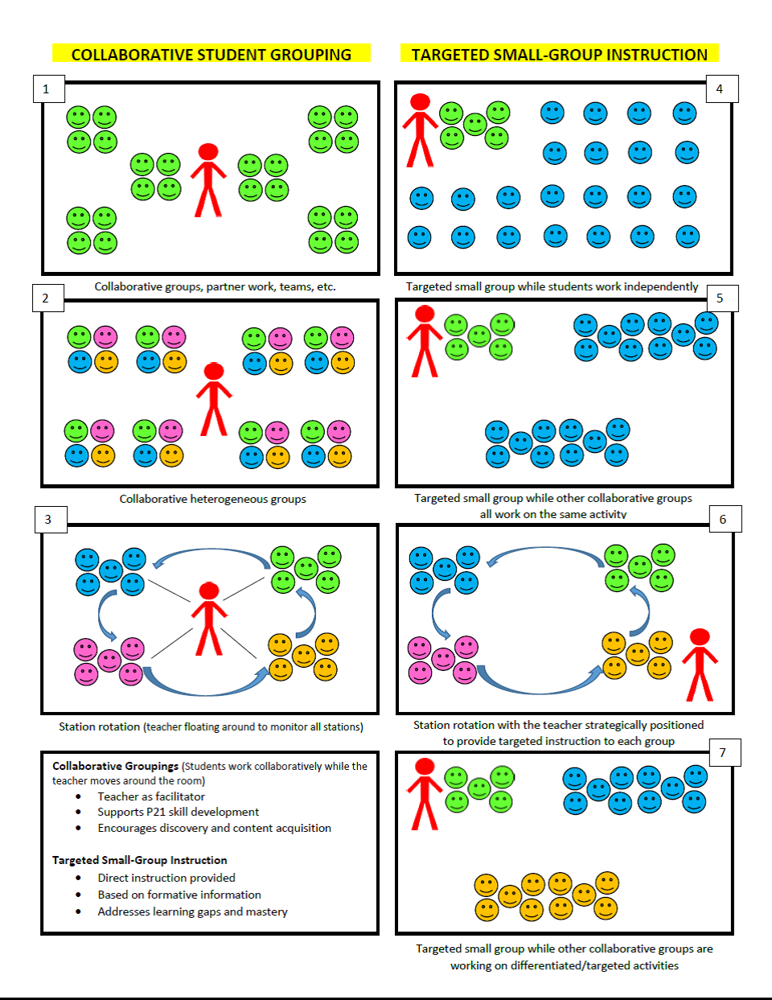 COLLABORATIVE STUDENT GROUPING
TARGETED SMALL-GROUP INSTRUCTION
1
Collaborative groups, partner work, teams, etc.
4
Targeted small group while students work independently
2
Collaborative heterogeneous groups
5
Targeted small group while other collaborative groups
all work on the same activity
3
Station rotation (teacher floating around to monitor all stations)
6
Station rotation with the teacher strategically positioned
to provide targeted instruction to each group
Collaborative Groupings (Students work collaboratively while the
teacher moves around the room)
• Teacher as facilitator
• Supports P21 skill development
• Encourages discovery and content acquisition
Targeted Small-Group Instruction
• Direct instruction provided
• Based on formative information
• Addresses learning gaps and mastery
7
Targeted small group while other collaborative groups are
working on differentiated/targeted activities